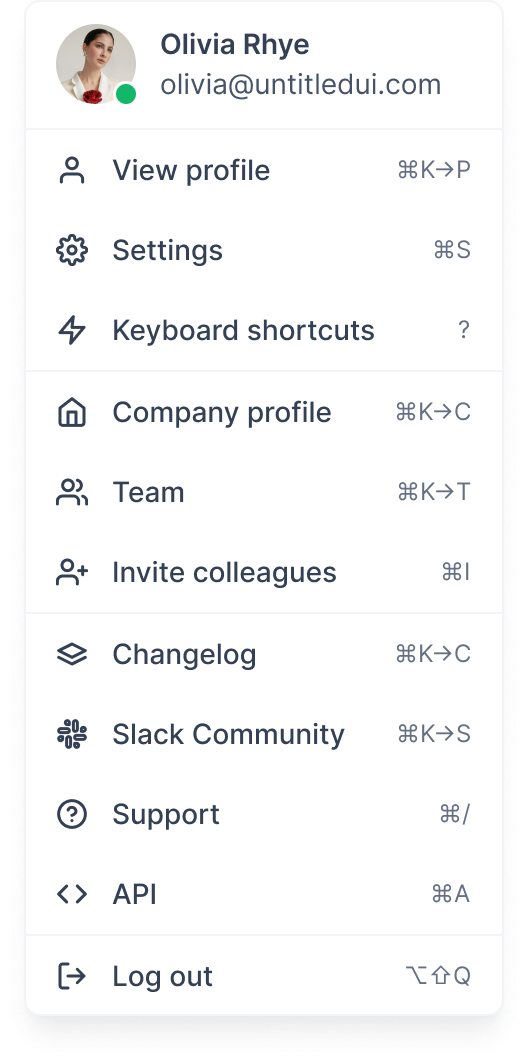 Olivia Rhye
olivia@untitledui.com
View profile ⌘K→P
Settings ⌘S
Keyboard shortcuts ?
Company profile ⌘K→C
Team ⌘K→T
Invite colleagues ⌘I
Changelog ⌘K→C
Slack Community ⌘K→S
Support ⌘/
API ⌘A
Log out ⌥⇧Q